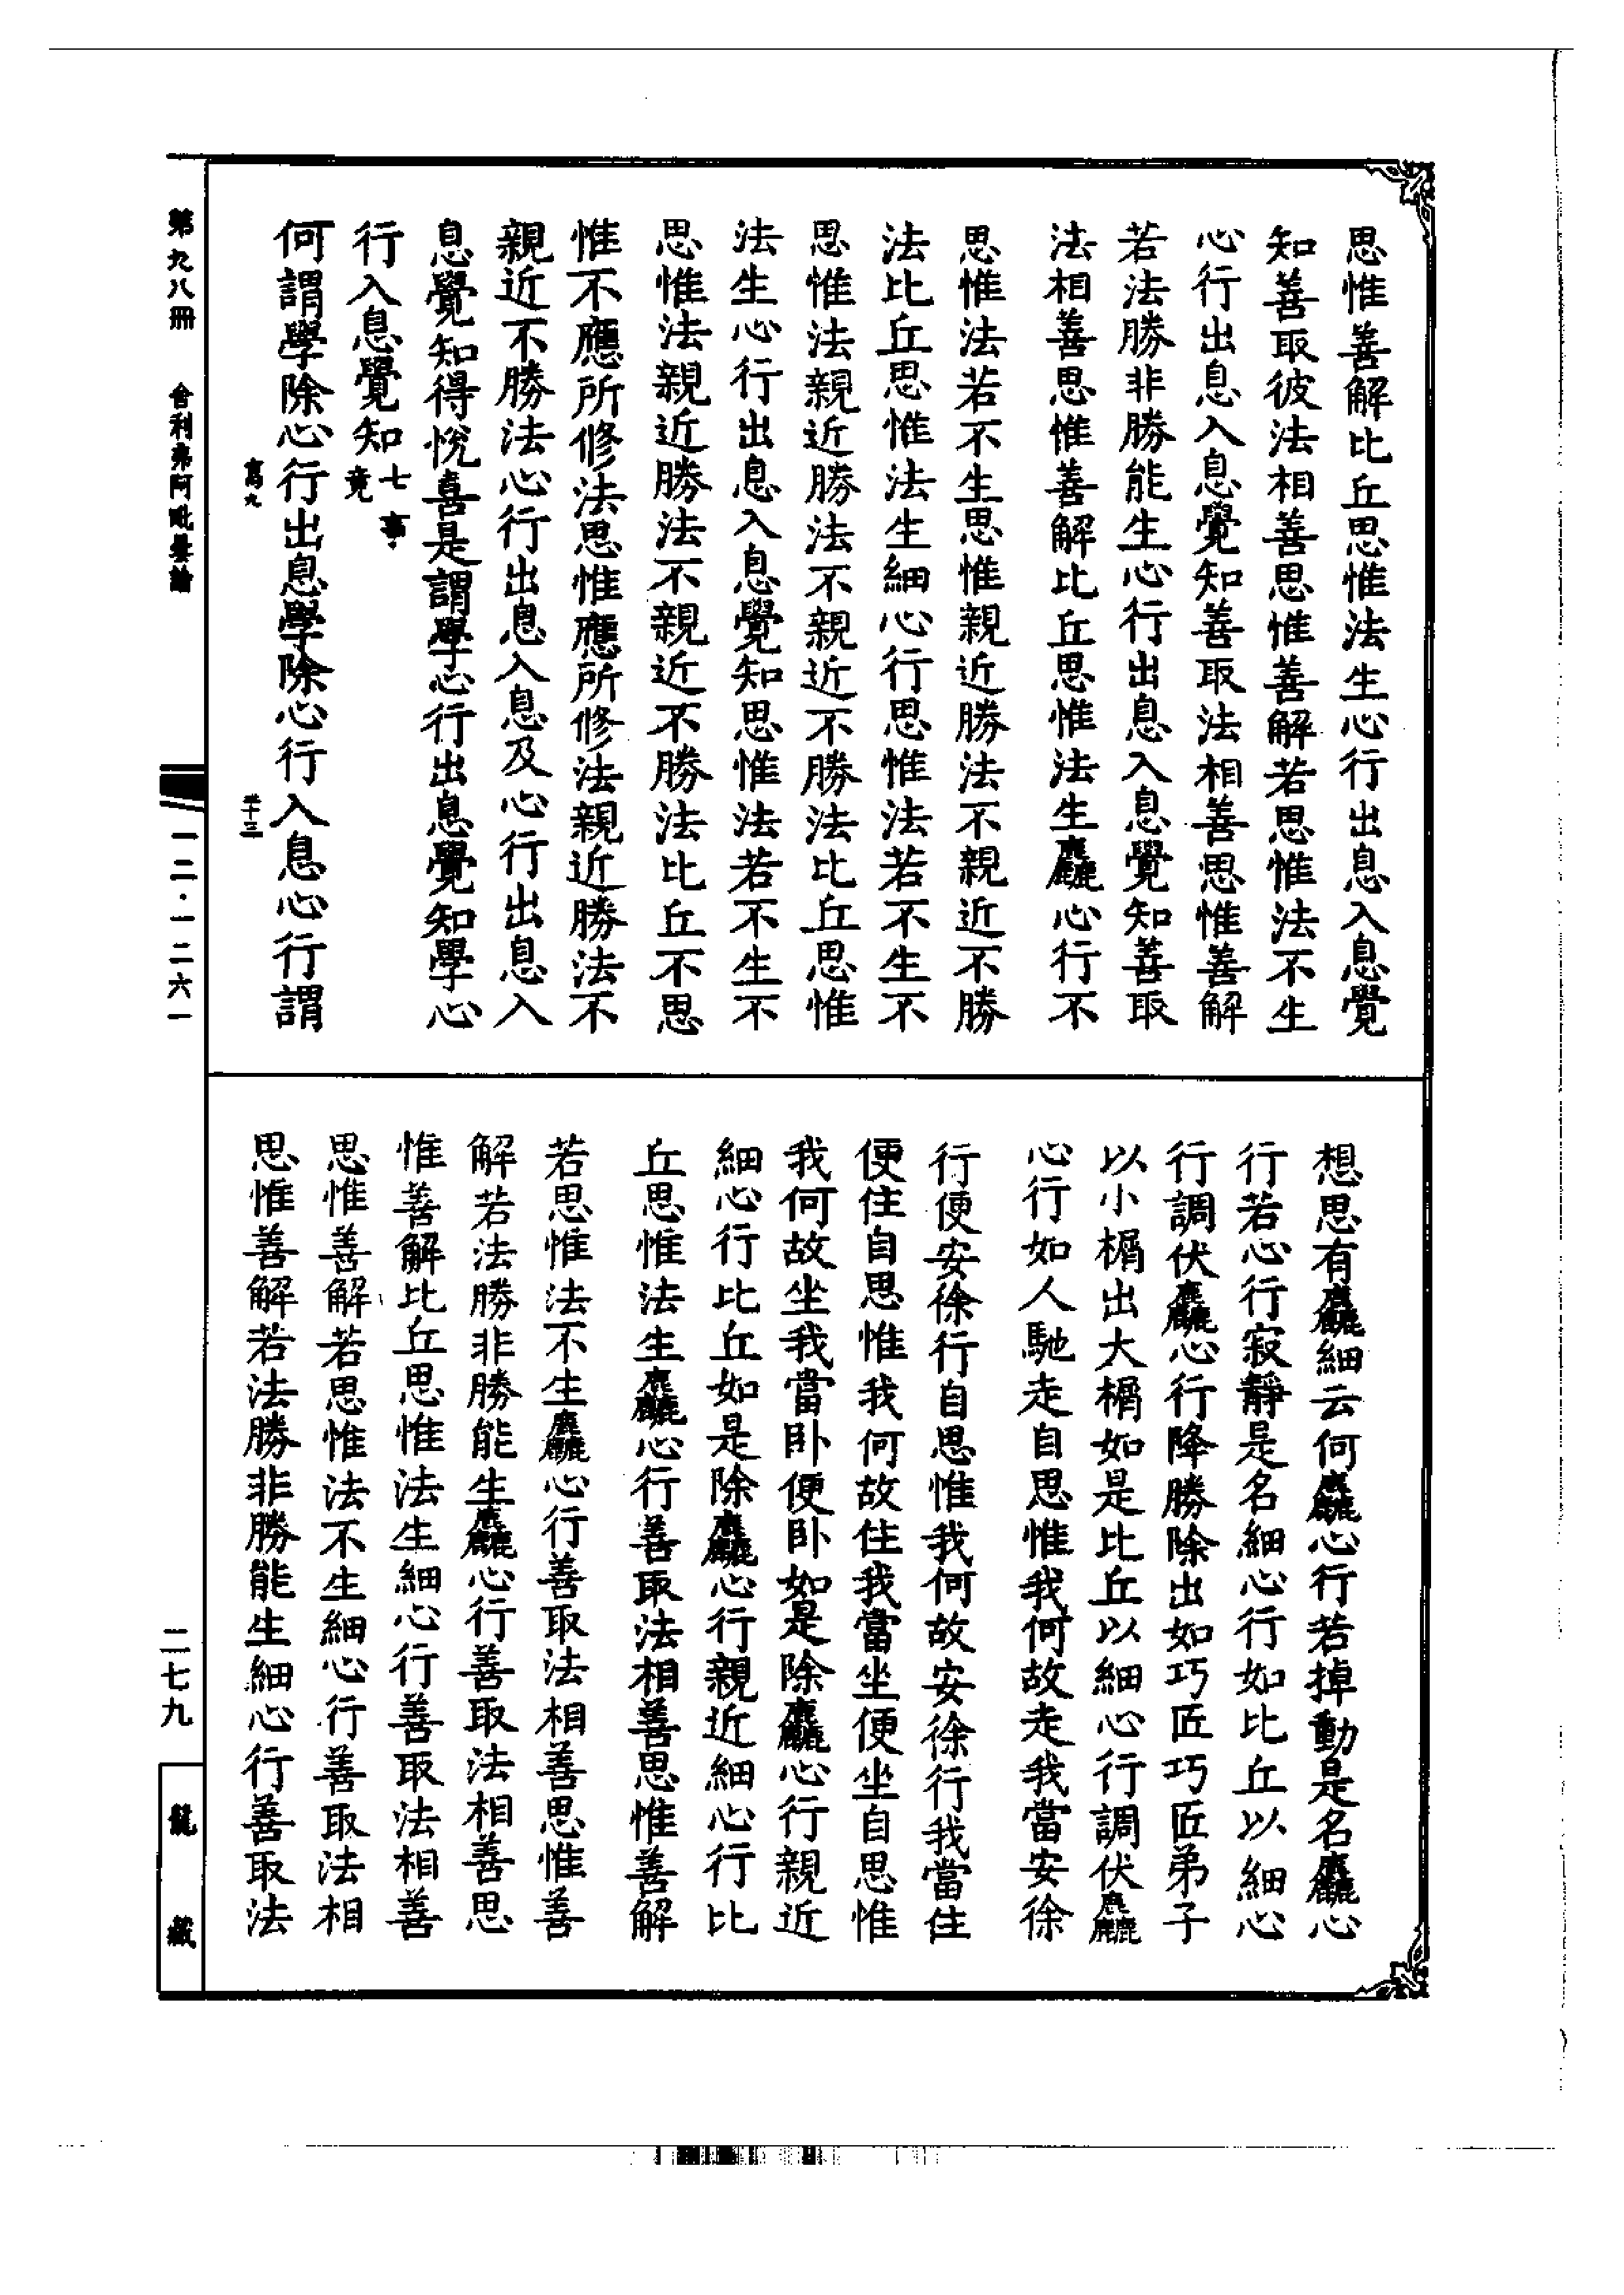 思惟善解比丘思惟法生心行出息入息覺
知善取彼法相善思惟善解若思惟法不生
心行出息入息覺知善取法相善思惟善解
若法勝非勝能生心行出息入息覺知善取
法相善思惟善解比丘思惟法生麤心行不
思惟法若不生思惟親近勝法不親近不勝
法比丘思惟法生細心行思惟法若不生不
思惟法親近勝法不親近不勝法比丘思惟
法生心行出息入息覺知思惟法若不生不
思惟法親近勝法不親近不勝法比丘不思
惟不應所修法思惟應所修法親近勝法不
親近不勝法心行出息入息及心行出息入
息覺知得悅喜是謂學心行出息覺知學心
行入息覺知七事竟
何謂學除心行出息學除心行入息心行謂
想思有麤細云何麤心行若掉動是名麤心
行若心行寂靜是名細心行如比丘以細心
行調伏麤心行降勝除出如巧匠巧匠弟子
以小楔出大楔如是比丘以細心行調伏麤
心行如人馳走自思惟我何故走我當安徐
行便安徐行自思惟我何故安徐行我當住
便住自思惟我何故住我當坐便坐自思惟
我何故坐我當卧便卧如是除麤心行親近
細心行比丘如是除麤心行親近細心行比
丘思惟法生麤心行善取法相善思惟善解
若思惟法不生麤心行善取法相善思惟善
解若法勝非勝能生麤心行善取法相善思
惟善解比丘思惟法生細心行善取法相善
思惟善解若思惟法不生細心行善取法相
思惟善解若法勝非勝能生細心行善取法
第九八冊 舍利弗阿毗曇論 一二·一二六一 二七九 龍藏